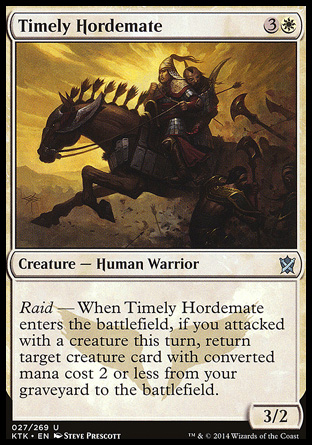 Timely Hordemate 3
Creature — Human Warrior
Raid — When Timely Hordemate
enters the battlefield, if you attacked
with a creature this turn, return
target creature card with converted
mana cost 2 or less from your
graveyard to the battlefield.
3/2
027/269 U
KTK • EN Steve Prescott
™ & © 2014 Wizards of the Coast